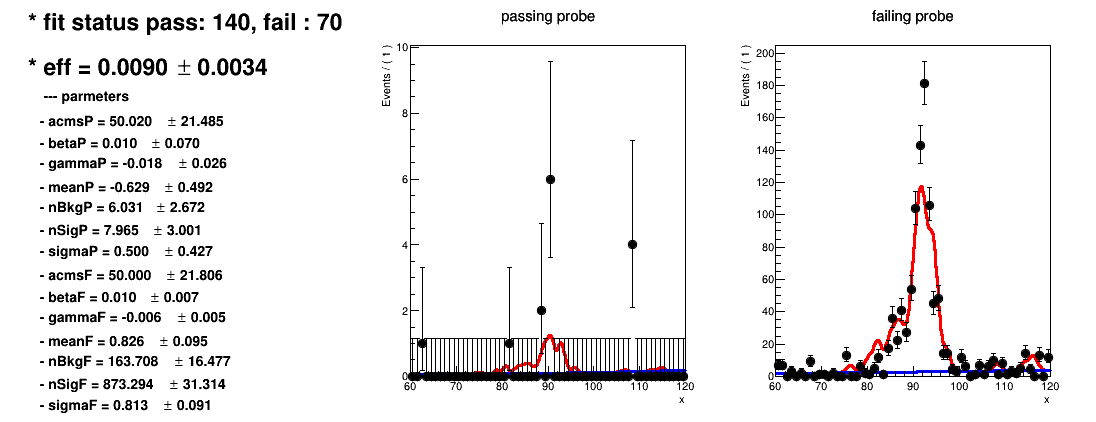 * fit status pass: 140, fail : 70
* eff = 0.0090 ± 0.0034
--- parmeters
- acmsP = 50.020 ± 21.485
- betaP = 0.010 ± 0.070
- gammaP = -0.018 ± 0.026
- meanP = -0.629 ± 0.492
- nBkgP = 6.031 ± 2.672
- nSigP = 7.965 ± 3.001
- sigmaP = 0.500 ± 0.427
- acmsF = 50.000 ± 21.806
- betaF = 0.010 ± 0.007
- gammaF = -0.006 ± 0.005
- meanF = 0.826 ± 0.095
- nBkgF = 163.708 ± 16.477
- nSigF = 873.294 ± 31.314
- sigmaF = 0.813 ± 0.091
passing probe
Events / ( 1 )
10
8
6
4
2
0
60 70 80 90 100 110 120
x
failing probe
Events / ( 1 )
200
180
160
140
120
100
80
60
40
20
0
60 70 80 90 100 110 120
x